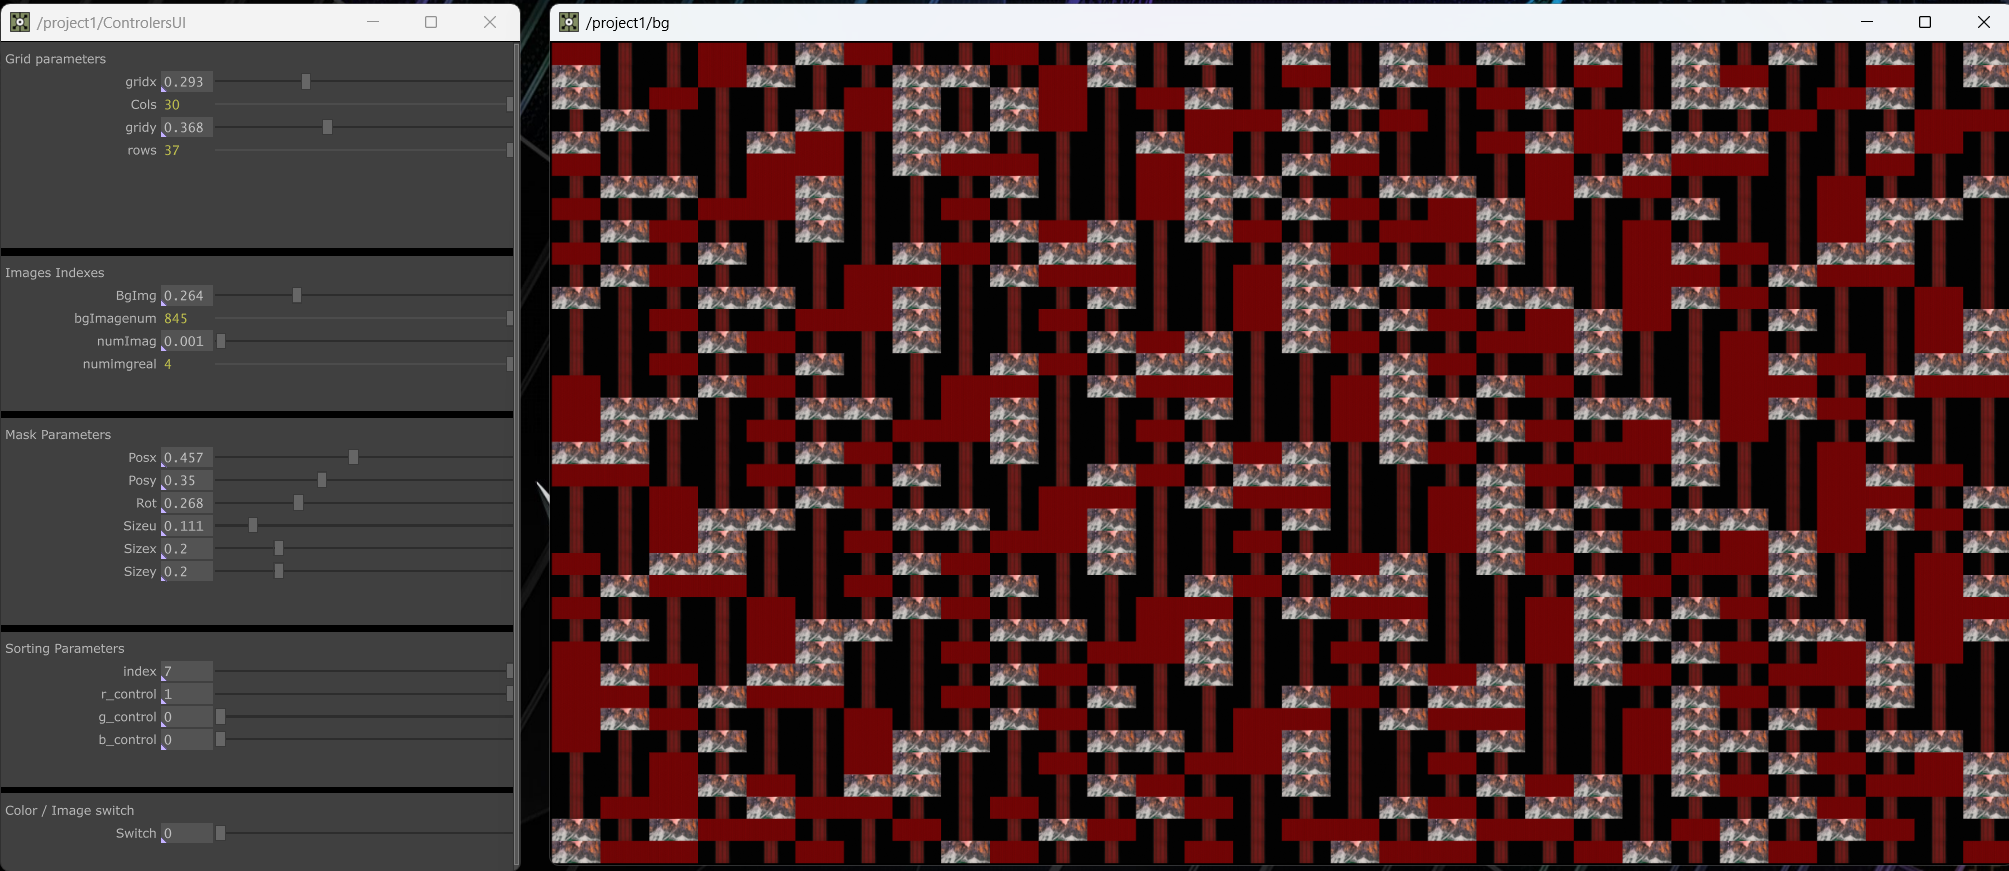 /project1/ControlersUI
/project1/bg
Grid parameters
gridx 0.293
Cols 30
gridy 0.368
rows 37
Images Indexes
BgImg 0.264
bgImagenum 845
numImag 0.001
numimgreal 4
Mask Parameters
Posx 0.457
Posy 0.35
Rot 0.268
Sizeu 0.111
Sizex 0.2
Sizey 0.2
Sorting Parameters
index 7
r_control 1
g_control 0
b_control 0
Color / Image switch
Switch 0